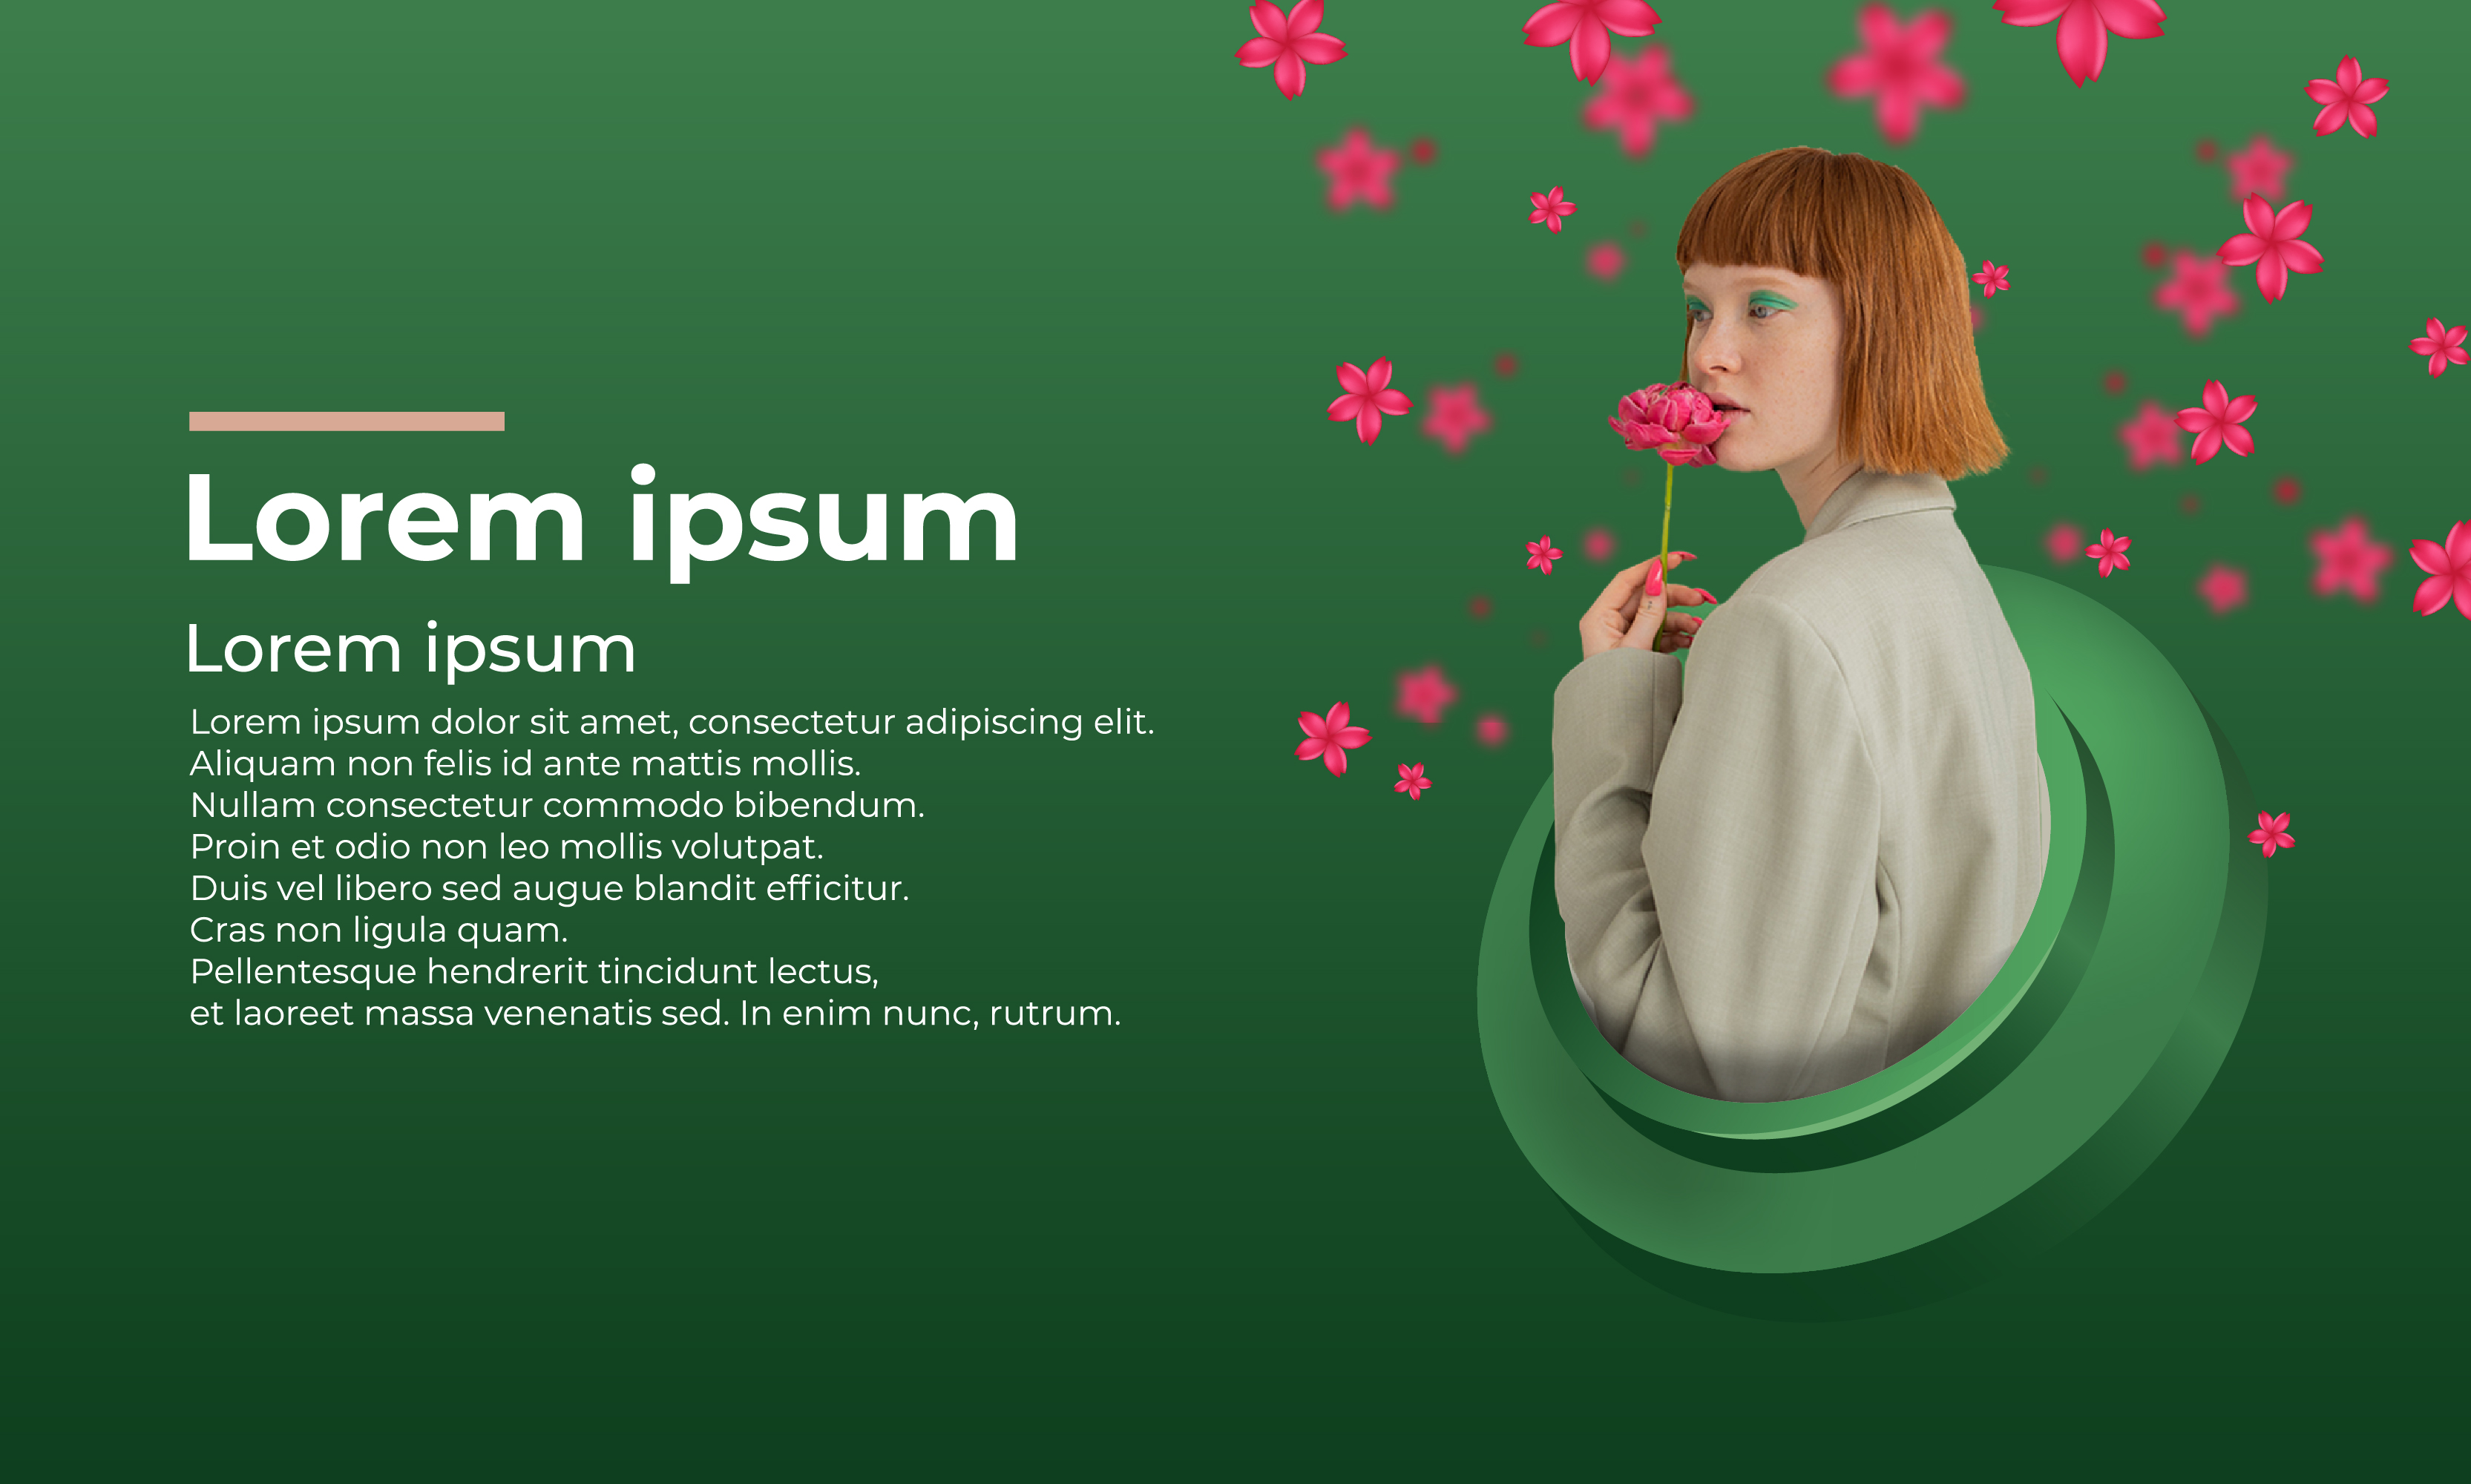 Lorem ipsum
Lorem ipsum
Lorem ipsum dolor sit amet, consectetur adipiscing elit.
Aliquam non felis id ante mattis mollis.
Nullam consectetur commodo bibendum.
Proin et odio non leo mollis volutpat.
Duis vel libero sed augue blandit efficitur.
Cras non ligula quam.
Pellentesque hendrerit tincidunt lectus,
et laoreet massa venenatis sed. In enim nunc, rutrum.